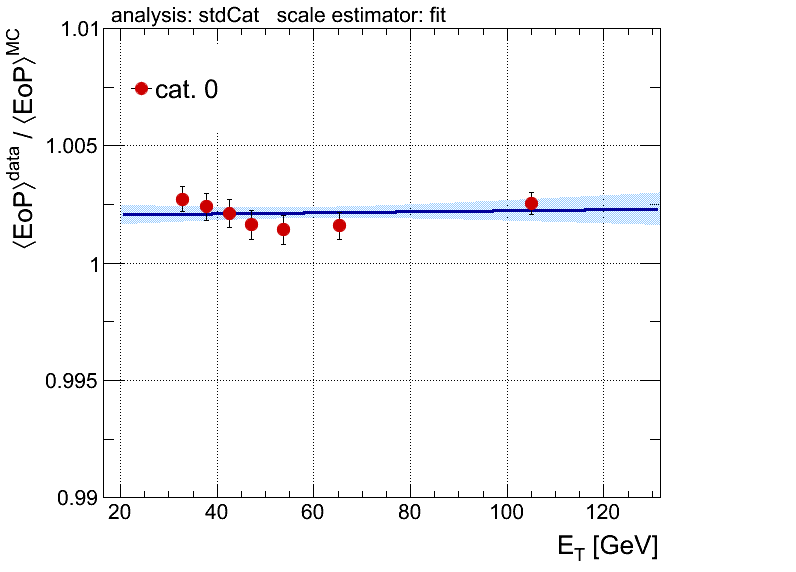 analysis: stdCat   scale estimator: fit
⟨EoP⟩^data / ⟨EoP⟩^MC
1.01
1.005
1
0.995
0.99
cat. 0
20 40 60 80 100 120
E_T [GeV]